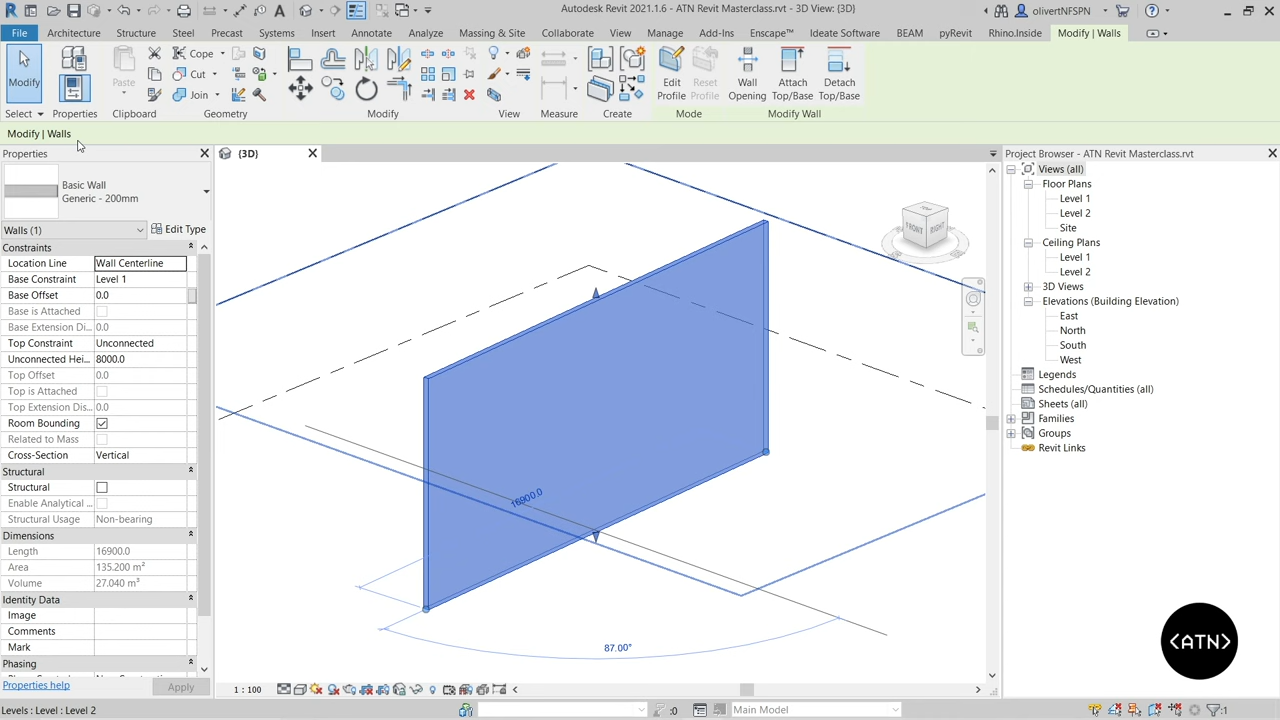 Autodesk Revit 2021.1.6 - ATN Revit Masterclass.rvt - 3D View: {3D}
olivertNFSPN
File
Architecture
Structure
Steel
Precast
Systems
Insert
Annotate
Analyze
Massing & Site
Collaborate
View
Manage
Add-Ins
Enscape™
Ideate Software
BEAM
pyRevit
Rhino.Inside
Modify | Walls
Modify
Paste
Cope
Cut
Join
Edit Profile
Reset Profile
Wall Opening
Attach Top/Base
Detach Top/Base
Select
Properties
Clipboard
Geometry
Modify
View
Measure
Create
Mode
Modify Wall
Modify | Walls
Properties
Basic Wall
Generic - 200mm
Walls (1)
Edit Type
Constraints
Location Line Wall Centerline
Base Constraint Level 1
Base Offset 0.0
Base is Attached
Base Extension Di... 0.0
Top Constraint Unconnected
Unconnected Hei... 8000.0
Top Offset 0.0
Top is Attached
Top Extension Dis... 0.0
Room Bounding
Related to Mass
Cross-Section Vertical
Structural
Structural
Enable Analytical ...
Structural Usage Non-bearing
Dimensions
Length 16900.0
Area 135.200 m²
Volume 27.040 m³
Identity Data
Image
Comments
Mark
Phasing
Properties help
Apply
{3D}
TOP
FRONT
RIGHT
16900.0
87.00°
1 : 100
Project Browser - ATN Revit Masterclass.rvt
Views (all)
Floor Plans
Level 1
Level 2
Site
Ceiling Plans
Level 1
Level 2
3D Views
Elevations (Building Elevation)
East
North
South
West
Legends
Schedules/Quantities (all)
Sheets (all)
Families
Groups
Revit Links
<ATN>
Levels : Level : Level 2
:0
Main Model
:1